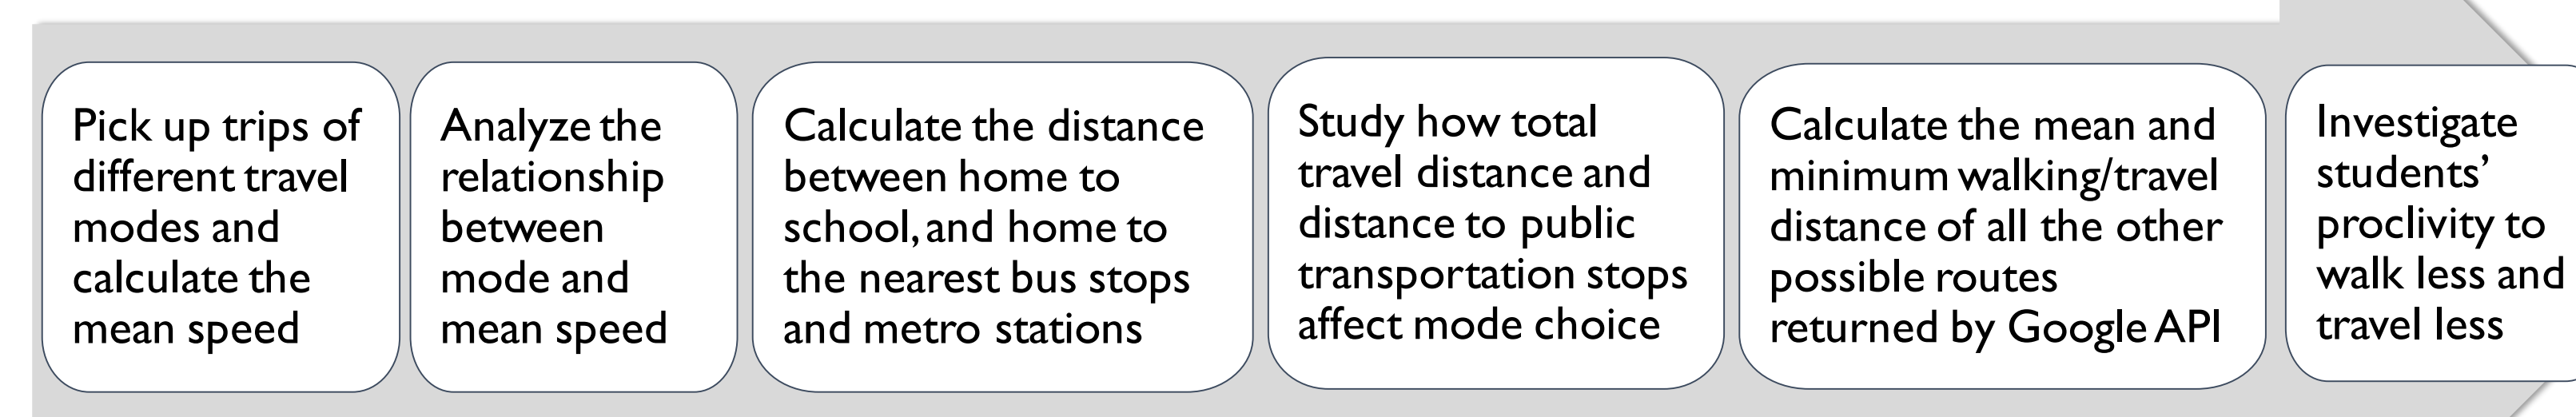 Pick up trips of
different travel
modes and
calculate the
mean speed
Analyze the
relationship
between
mode and
mean speed
Calculate the distance
between home to
school, and home to
the nearest bus stops
and metro stations
Study how total
travel distance and
distance to public
transportation stops
affect mode choice
Calculate the mean and
minimum walking/travel
distance of all the other
possible routes
returned by Google API
Investigate
students’
proclivity to
walk less and
travel less